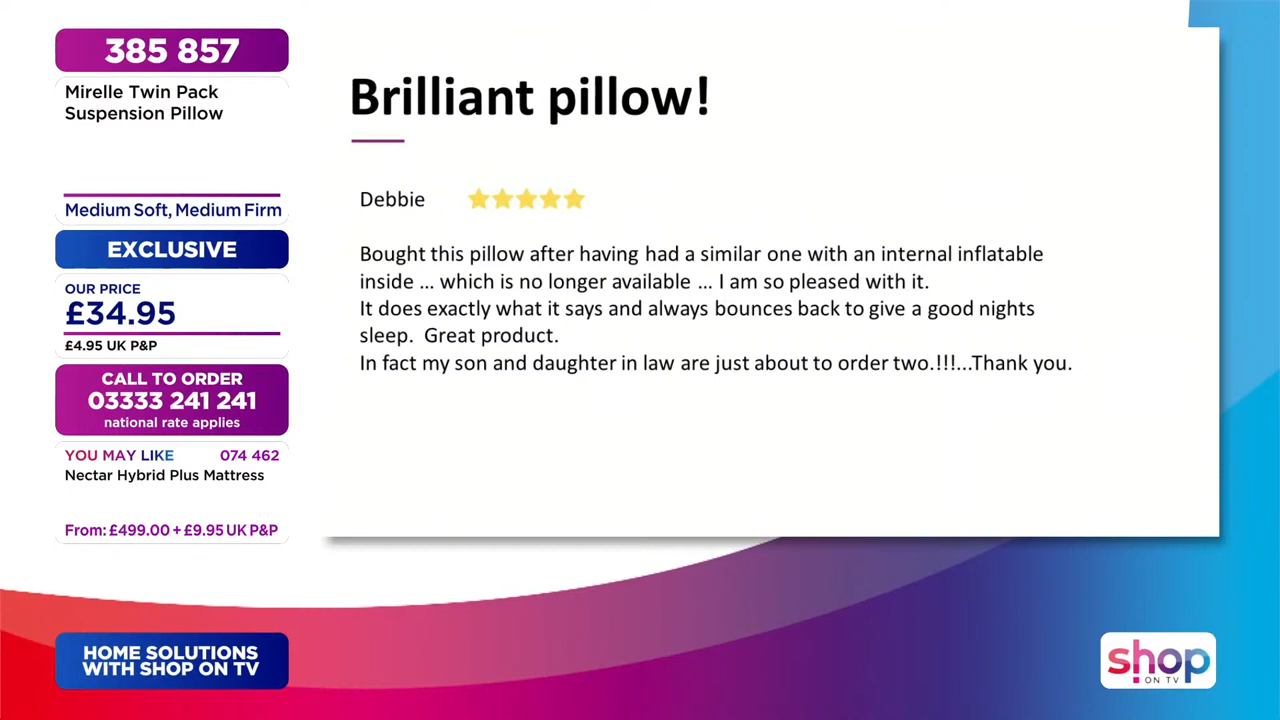 385 857
Mirelle Twin Pack
Suspension Pillow
Medium Soft, Medium Firm
EXCLUSIVE
OUR PRICE
£34.95
£4.95 UK P&P
CALL TO ORDER
03333 241 241
national rate applies
YOU MAY LIKE 074 462
Nectar Hybrid Plus Mattress
From: £499.00 + £9.95 UK P&P
HOME SOLUTIONS
WITH SHOP ON TV
Brilliant pillow!
Debbie
Bought this pillow after having had a similar one with an internal inflatable
inside ... which is no longer available ... I am so pleased with it.
It does exactly what it says and always bounces back to give a good nights
sleep.  Great product.
In fact my son and daughter in law are just about to order two.!!!...Thank you.
shop
ON TV